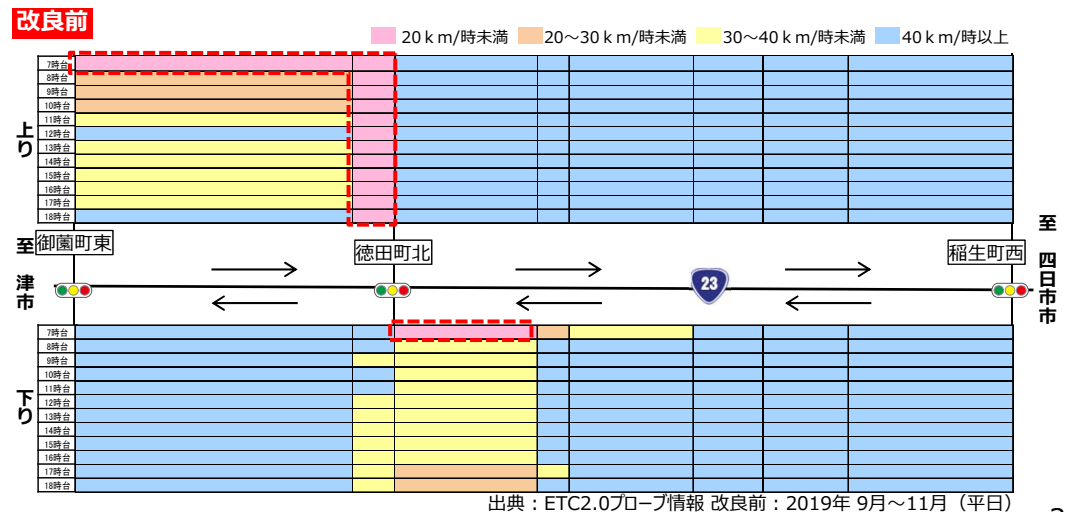 改良前
20ｋm/時未満 20～30ｋm/時未満 30～40ｋm/時未満 40ｋm/時以上
上り
7時台
8時台
9時台
10時台
11時台
12時台
13時台
14時台
15時台
16時台
17時台
18時台
至 津市
御薗町東
徳田町北
稲生町西
23
至 四日市市
下り
7時台
8時台
9時台
10時台
11時台
12時台
13時台
14時台
15時台
16時台
17時台
18時台
出典：ETC2.0プローブ情報 改良前：2019年 9月～11月（平日）